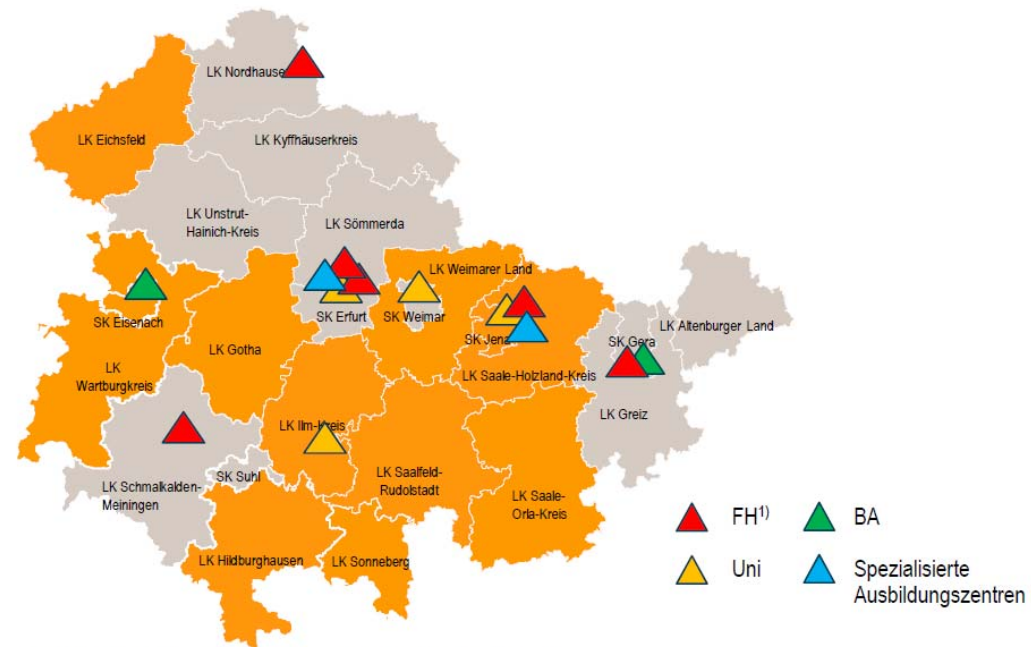 LK Nordhause
LK Eichsfeld
LK Kyffhäuserkreis
LK Unstrut-
Hainich-Kreis
LK Sömmerda
LK Weimarer Land
SK Eisenach
SK Erfurt
SK Weimar
SK Jena
SK Gera
LK Altenburger Land
LK Gotha
LK
Wartburgkreis
LK Saale-Holzland-Kreis
LK Greiz
LK Ilm-Kreis
LK Schmalkalden-
Meiningen
SK Suhl
LK Saalfeld-
Rudolstadt
LK Saale-
Orla-Kreis
LK Hildburghausen
LK Sonneberg
FH1)
BA
Uni
Spezialisierte
Ausbildungszentren